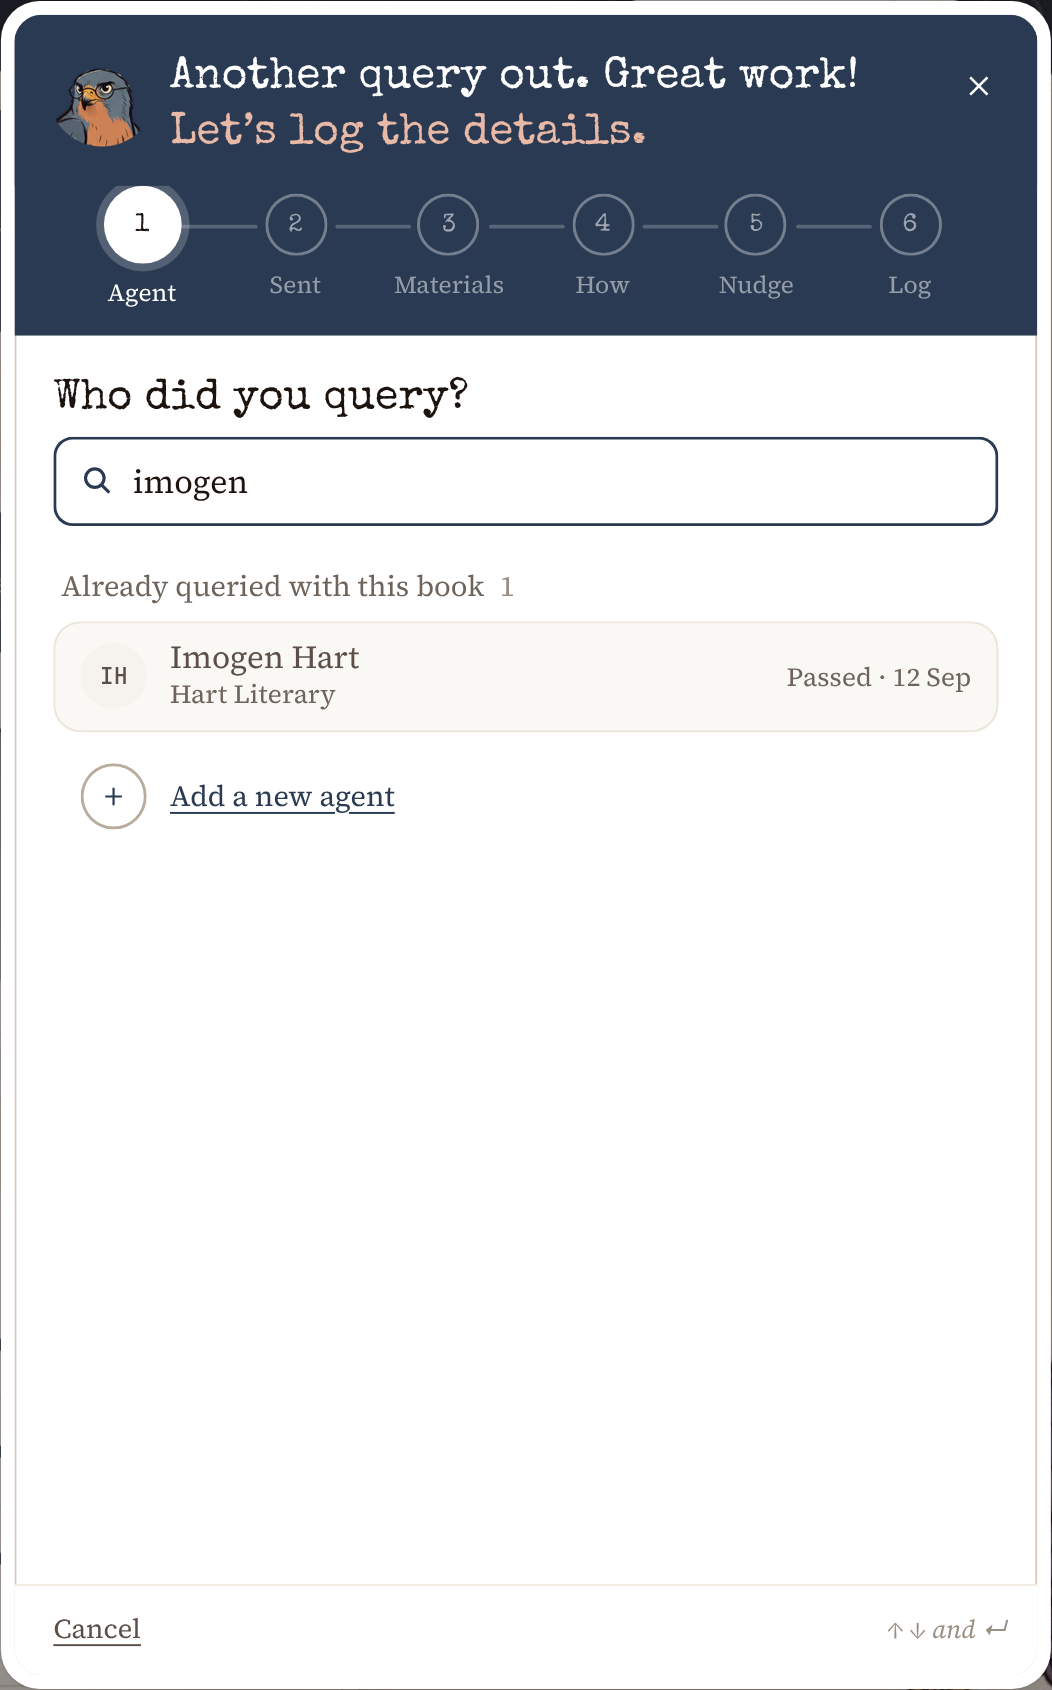 Another query out. Great work!
Let's log the details.
1 2 3 4 5 6
Agent Sent Materials How Nudge Log
Who did you query?
imogen
Already queried with this book 1
IH
Imogen Hart
Hart Literary
Passed · 12 Sep
+ Add a new agent
Cancel
↑ ↓ and ↵